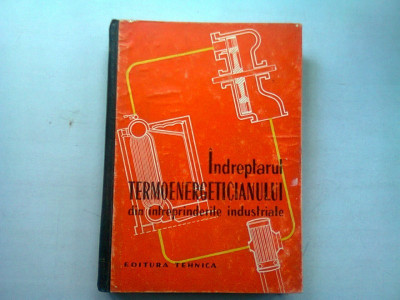 Îndreptarul
TERMOENERGETICIANULUI
din întreprinderile industriale
EDITURA TEHNICA